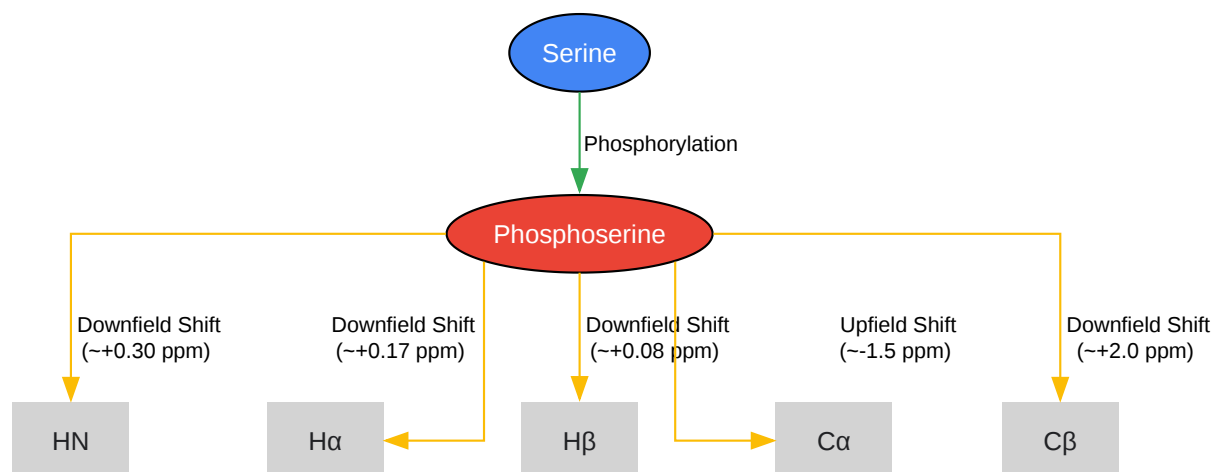 Serine
Phosphorylation
Phosphoserine
Downfield Shift
(~+0.30 ppm)
Downfield Shift
(~+0.17 ppm)
Downfield Shift
(~+0.08 ppm)
Upfield Shift
(~-1.5 ppm)
Downfield Shift
(~+2.0 ppm)
HN
Hα
Hβ
Cα
Cβ